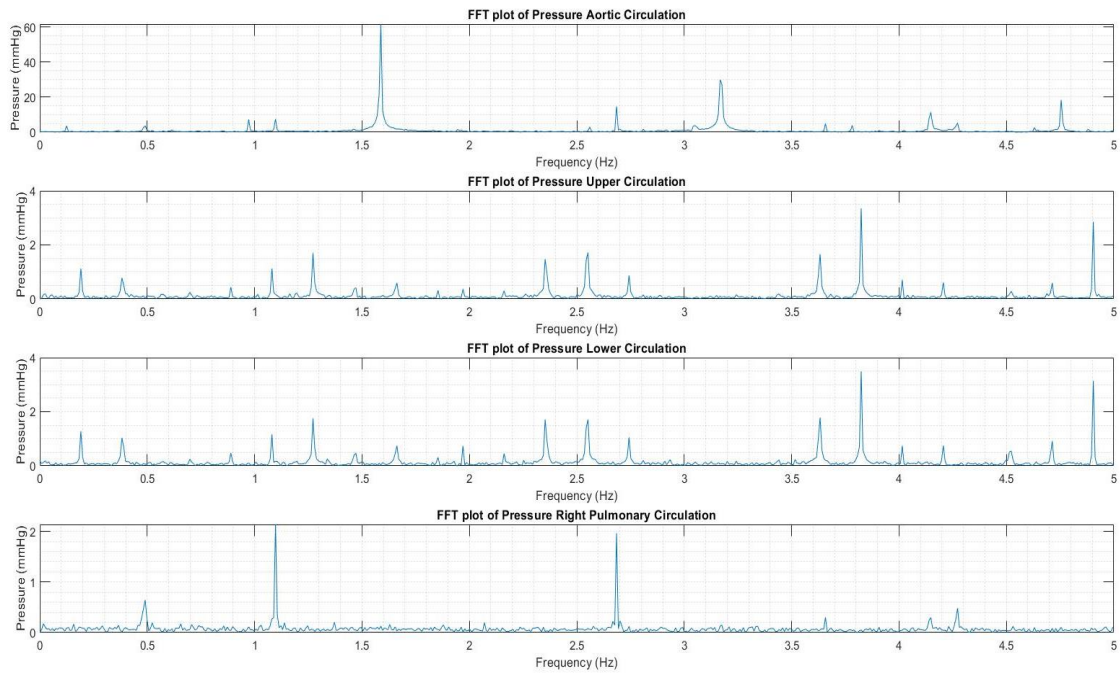 FFT plot of Pressure Aortic Circulation
Pressure (mmHg)
60
40
20
0
0 0.5 1 1.5 2 2.5 3 3.5 4 4.5 5
Frequency (Hz)
FFT plot of Pressure Upper Circulation
Pressure (mmHg)
4
2
0
0 0.5 1 1.5 2 2.5 3 3.5 4 4.5 5
Frequency (Hz)
FFT plot of Pressure Lower Circulation
Pressure (mmHg)
4
2
0
0 0.5 1 1.5 2 2.5 3 3.5 4 4.5 5
Frequency (Hz)
FFT plot of Pressure Right Pulmonary Circulation
Pressure (mmHg)
2
1
0
0 0.5 1 1.5 2 2.5 3 3.5 4 4.5 5
Frequency (Hz)